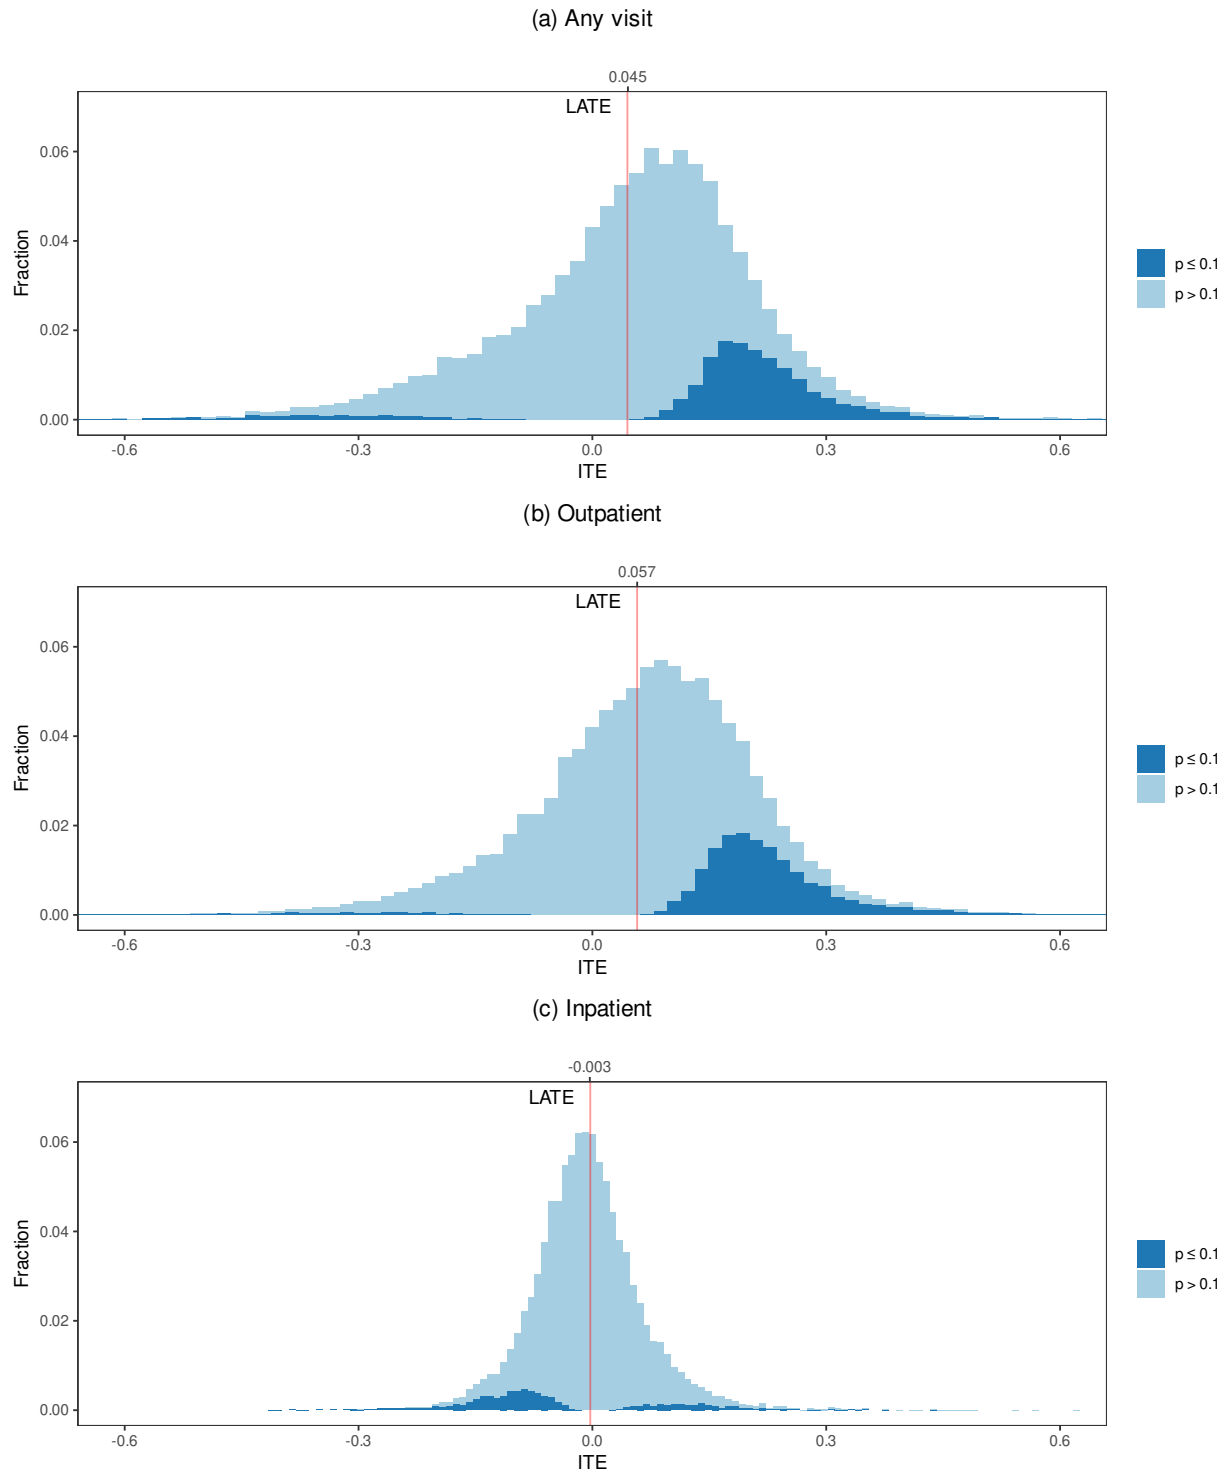 (a) Any visit
0.045
LATE
0.06
0.04
0.02
0.00
Fraction
-0.6 -0.3 0.0 0.3 0.6
ITE
p ≤ 0.1
p > 0.1
(b) Outpatient
0.057
LATE
0.06
0.04
0.02
0.00
Fraction
-0.6 -0.3 0.0 0.3 0.6
ITE
p ≤ 0.1
p > 0.1
(c) Inpatient
-0.003
LATE
0.06
0.04
0.02
0.00
Fraction
-0.6 -0.3 0.0 0.3 0.6
ITE
p ≤ 0.1
p > 0.1